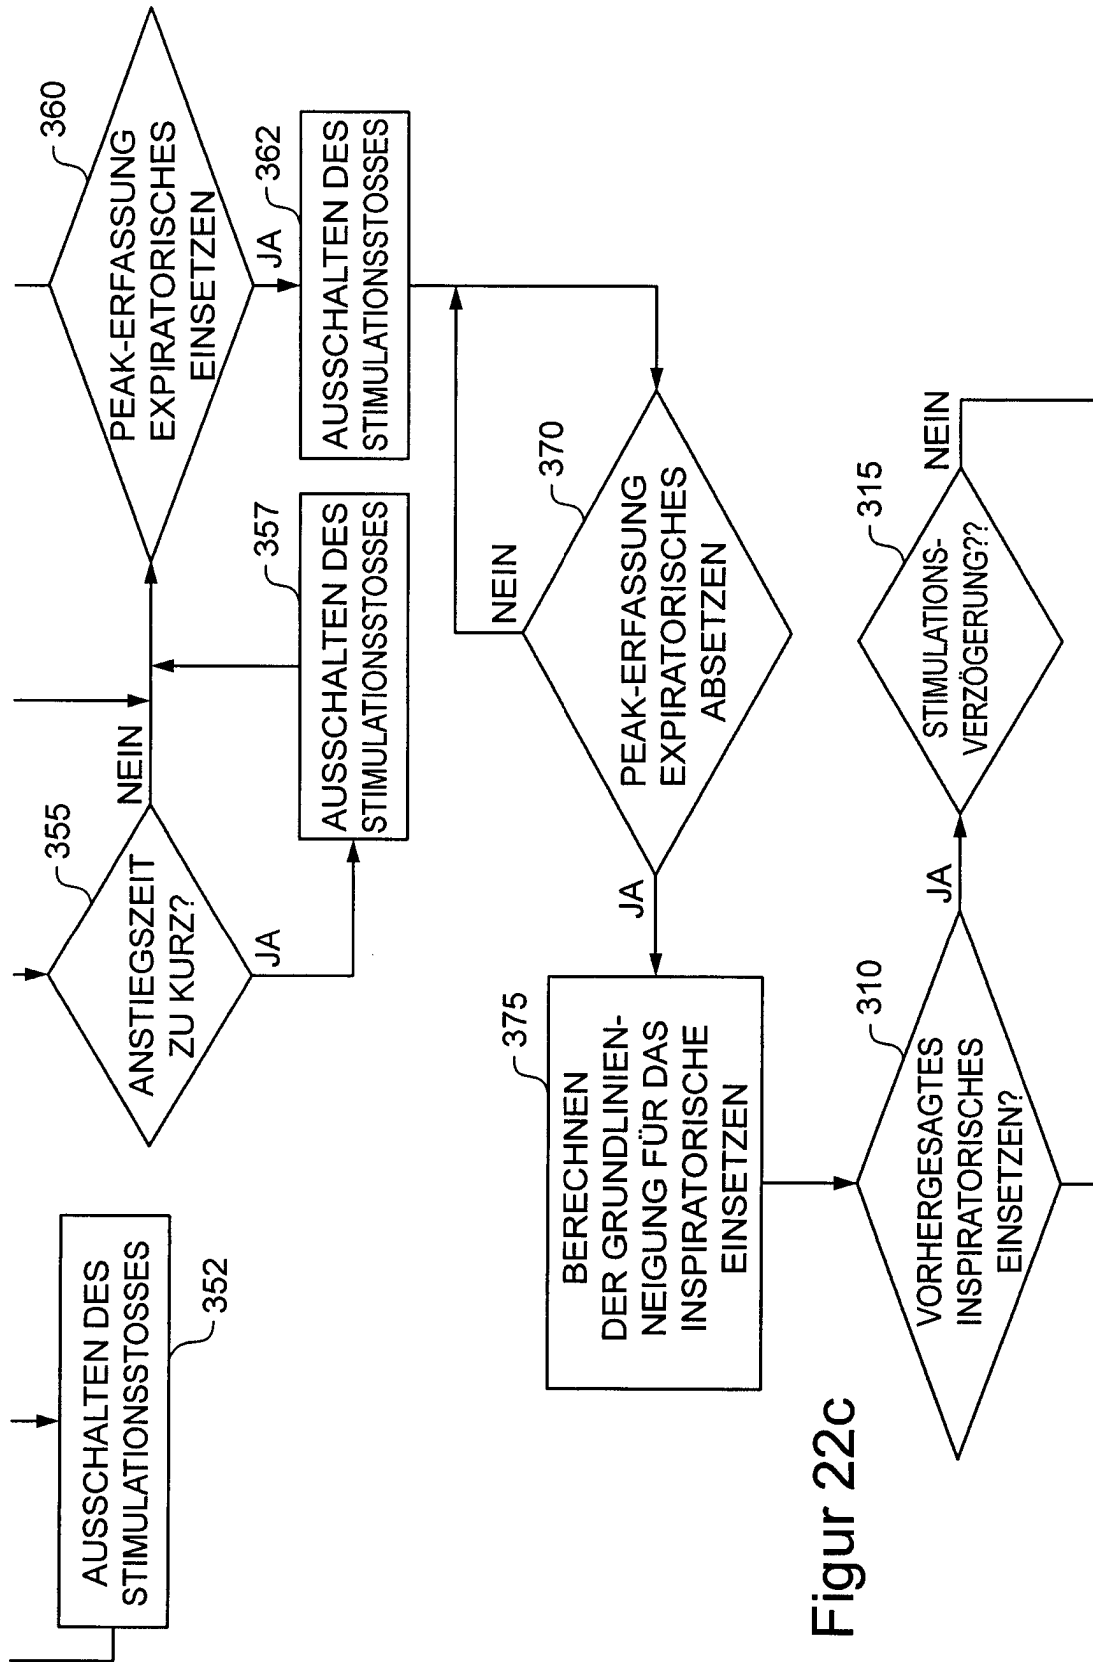 AUSSCHALTEN DES
STIMULATIONSSTOSSES
352
ANSTIEGSZEIT
ZU KURZ?
355
NEIN
JA
AUSSCHALTEN DES
STIMULATIONSSTOSSES
357
PEAK-ERFASSUNG
EXPIRATORISCHES
EINSETZEN
360
JA
AUSSCHALTEN DES
STIMULATIONSSTOSSES
362
PEAK-ERFASSUNG
EXPIRATORISCHES
ABSETZEN
370
NEIN
JA
BERECHNEN
DER GRUNDLINIEN-
NEIGUNG FÜR DAS
INSPIRATORISCHE
EINSETZEN
375
VORHERGESAGTES
INSPIRATORISCHES
EINSETZEN?
310
JA
STIMULATIONS-
VERZÖGERUNG??
315
NEIN
Figur 22c